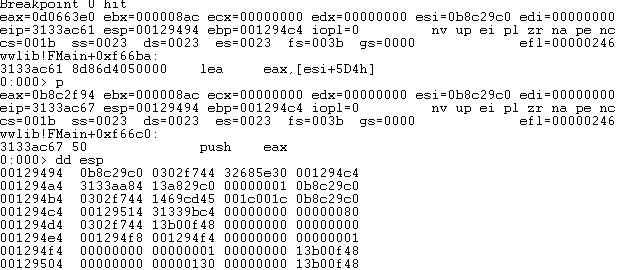 Breakpoint 0 hit
eax=0d0663e0 ebx=000008ac ecx=00000000 edx=00000000 esi=0b8c29c0 edi=00000000
eip=3133ac61 esp=00129494 ebp=001294c4 iopl=0         nv up ei pl zr na pe nc
cs=001b  ss=0023  ds=0023  es=0023  fs=003b  gs=0000             efl=00000246
wwlib!FMain+0xf66ba:
3133ac61 8d86d4050000    lea     eax,[esi+5D4h]
0:000> p
eax=0b8c2f94 ebx=000008ac ecx=00000000 edx=00000000 esi=0b8c29c0 edi=00000000
eip=3133ac67 esp=00129494 ebp=001294c4 iopl=0         nv up ei pl zr na pe nc
cs=001b  ss=0023  ds=0023  es=0023  fs=003b  gs=0000             efl=00000246
wwlib!FMain+0xf66c0:
3133ac67 50              push    eax
0:000> dd esp
00129494  0b8c29c0 0302f744 32685e30 001294c4
001294a4  3133aa84 13a829c0 00000001 0b8c29c0
001294b4  0302f744 1469cd45 001c001c 0b8c29c0
001294c4  00129514 31339bc4 00000000 00000080
001294d4  0302f744 13b00f48 00000000 00000000
001294e4  001294f8 001294f4 00000000 00000001
001294f4  00000000 00000001 00000000 13b00f48
00129504  00000000 00000130 00000000 13b00f48